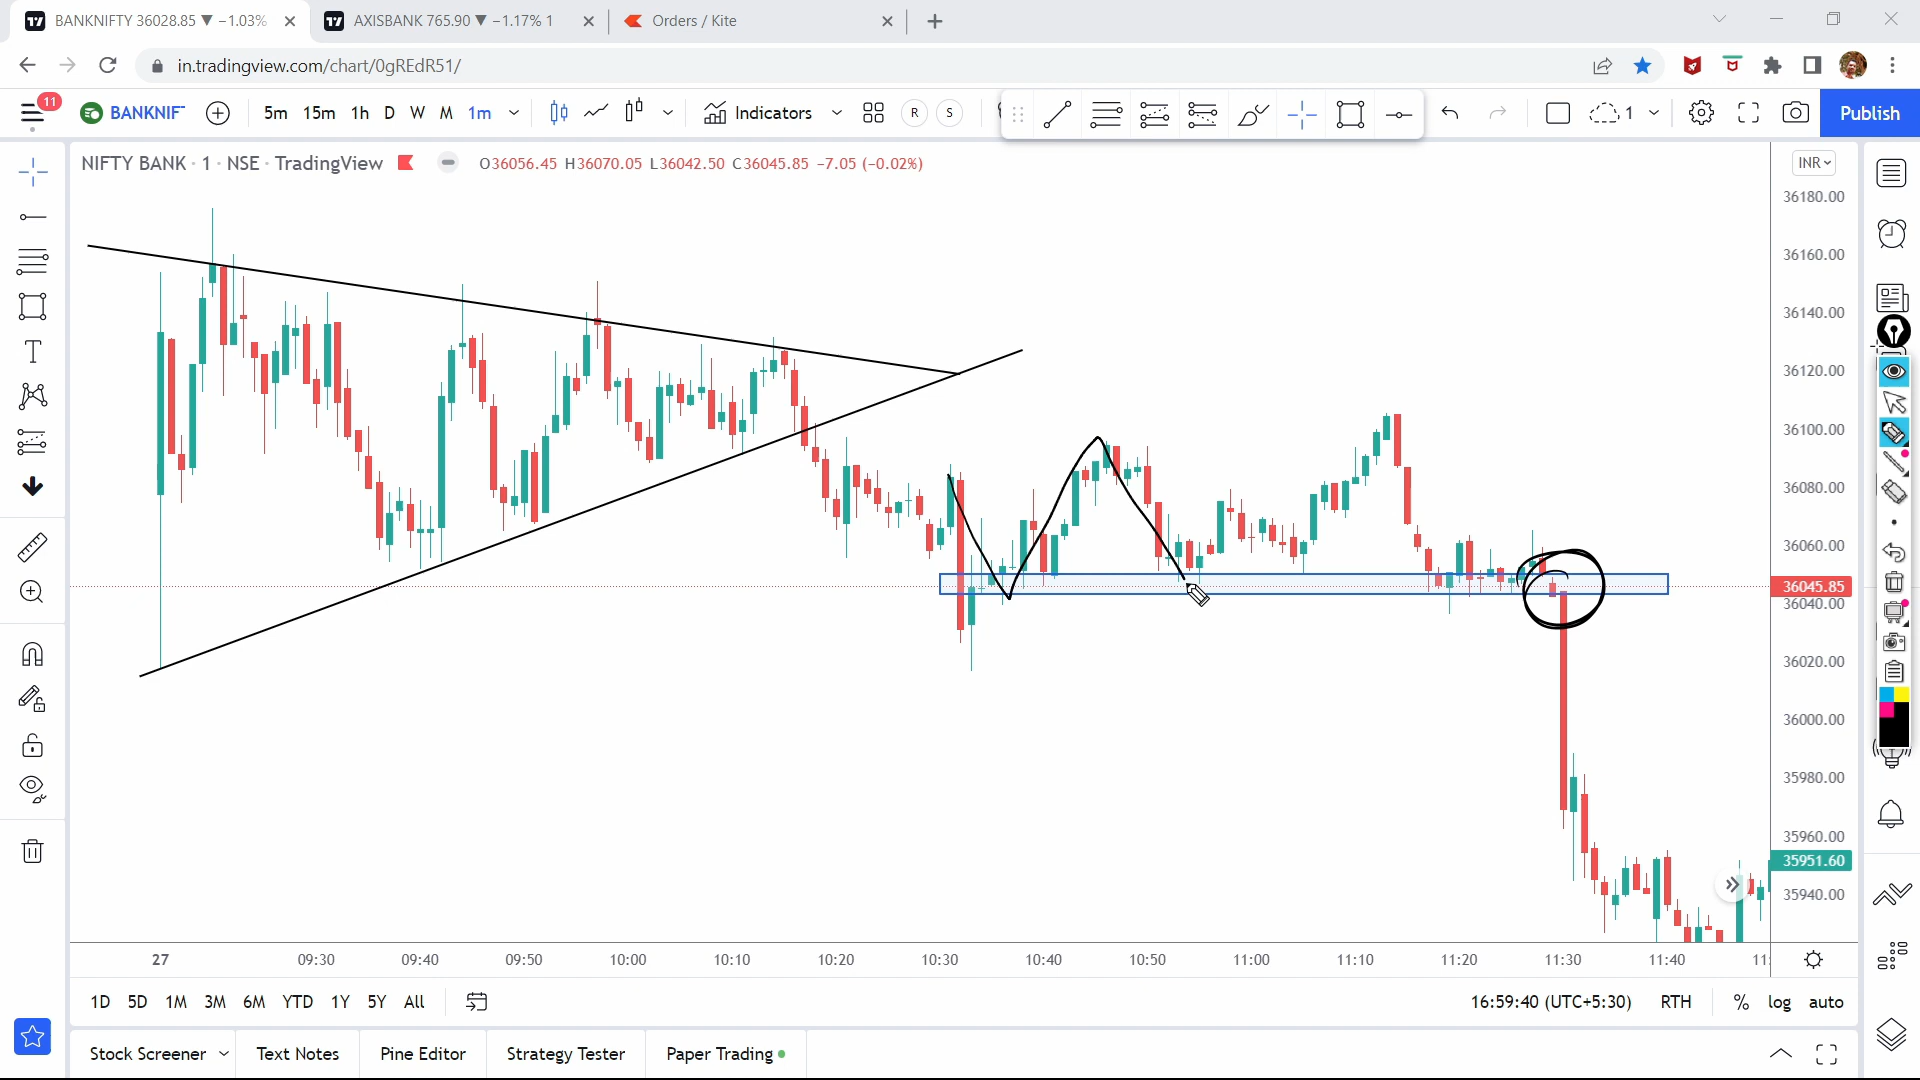 BANKNIFTY 36028.85 ▼ −1.03% AXISBANK 765.90 ▼ −1.17% 1 Orders / Kite
in.tradingview.com/chart/0gREdR51/
11 BANKNIF 5m 15m 1h D W M 1m Indicators R S 1 Publish
NIFTY BANK · 1 · NSE · TradingView O36056.45 H36070.05 L36042.50 C36045.85 −7.05 (−0.02%) INR
36180.00
36160.00
36140.00
36120.00
36100.00
36080.00
36060.00
36045.85
36040.00
36020.00
36000.00
35980.00
35960.00
35951.60
35940.00
27 09:30 09:40 09:50 10:00 10:10 10:20 10:30 10:40 10:50 11:00 11:10 11:20 11:30 11:40 11:
1D 5D 1M 3M 6M YTD 1Y 5Y All 16:59:40 (UTC+5:30) RTH % log auto
Stock Screener Text Notes Pine Editor Strategy Tester Paper Trading